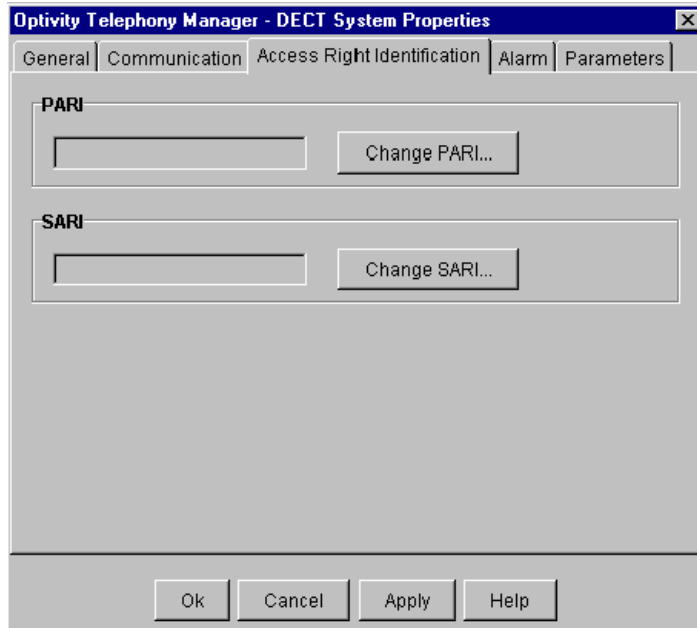 Optivity Telephony Manager - DECT System Properties
General Communication Access Right Identification Alarm Parameters
PARI
Change PARI...
SARI
Change SARI...
Ok Cancel Apply Help